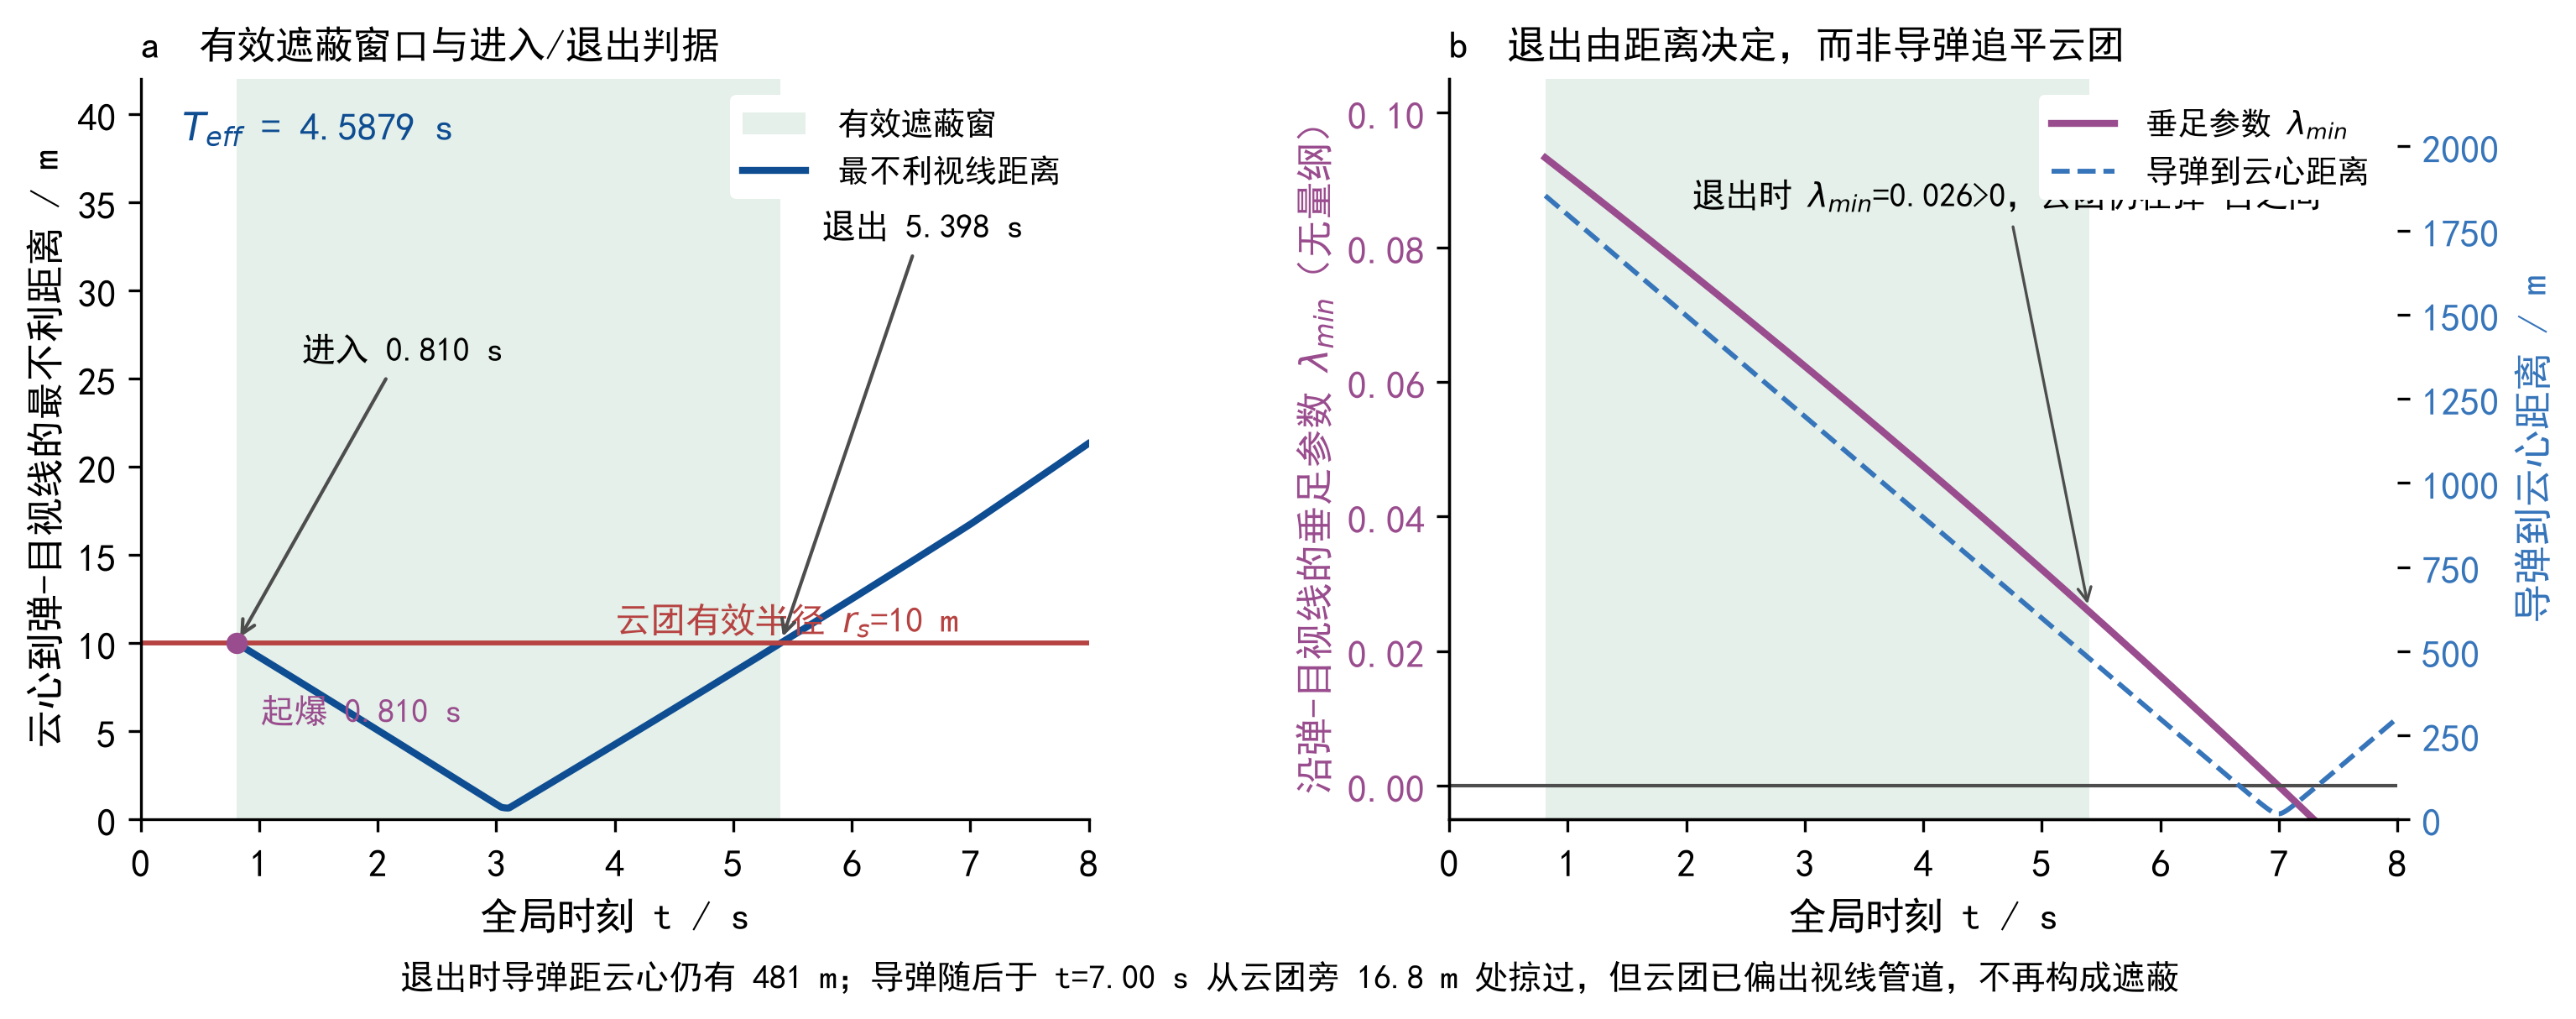 a 有效遮蔽窗口与进入/退出判据
T_eff = 4.5879 s
有效遮蔽窗
最不利视线距离
退出 5.398 s
进入 0.810 s
云团有效半径 r_s=10 m
起爆 0.810 s
云心到弹-目视线的最不利距离 / m
40
35
30
25
20
15
10
5
0
0 1 2 3 4 5 6 7 8
全局时刻 t / s
b 退出由距离决定，而非导弹追平云团
垂足参数 λ_min
导弹到云心距离
退出时 λ_min=0.026>0，
沿弹-目视线的垂足参数 λ_min （无量纲）
0.10
0.08
0.06
0.04
0.02
0.00
2000
1750
1500
1250
1000
750
500
250
0
导弹到云心距离 / m
0 1 2 3 4 5 6 7 8
全局时刻 t / s
退出时导弹距云心仍有 481 m；导弹随后于 t=7.00 s 从云团旁 16.8 m 处掠过，但云团已偏出视线管道，不再构成遮蔽